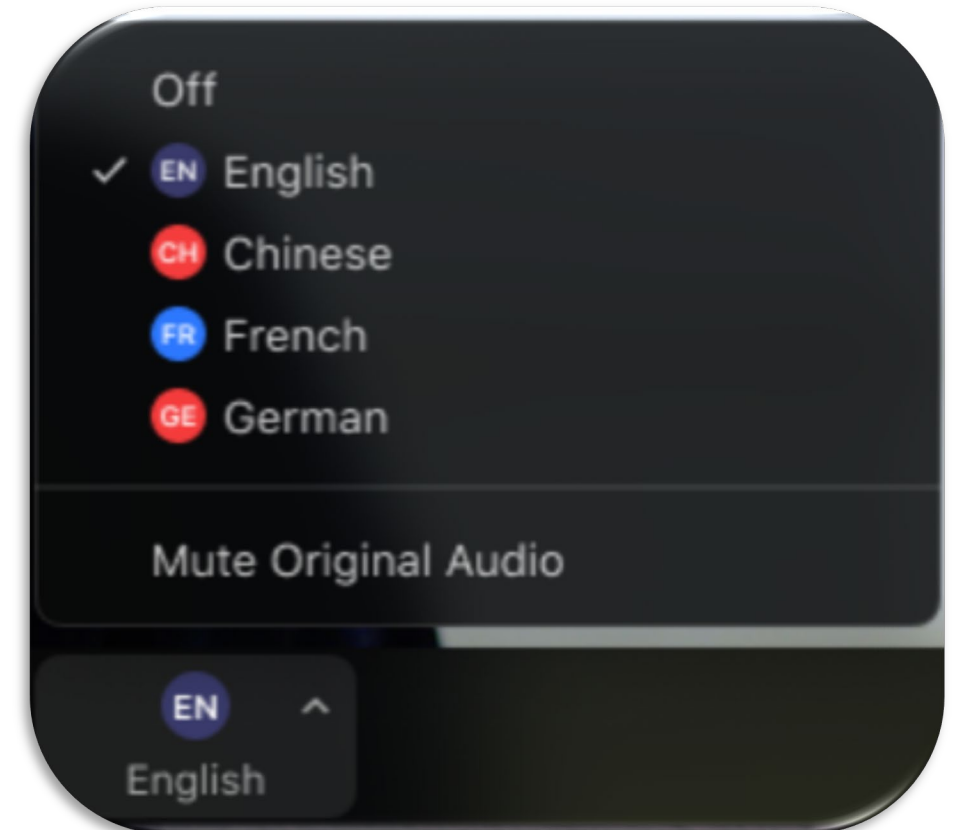 Off
EN English
CH Chinese
FR French
GE German
Mute Original Audio
EN
English